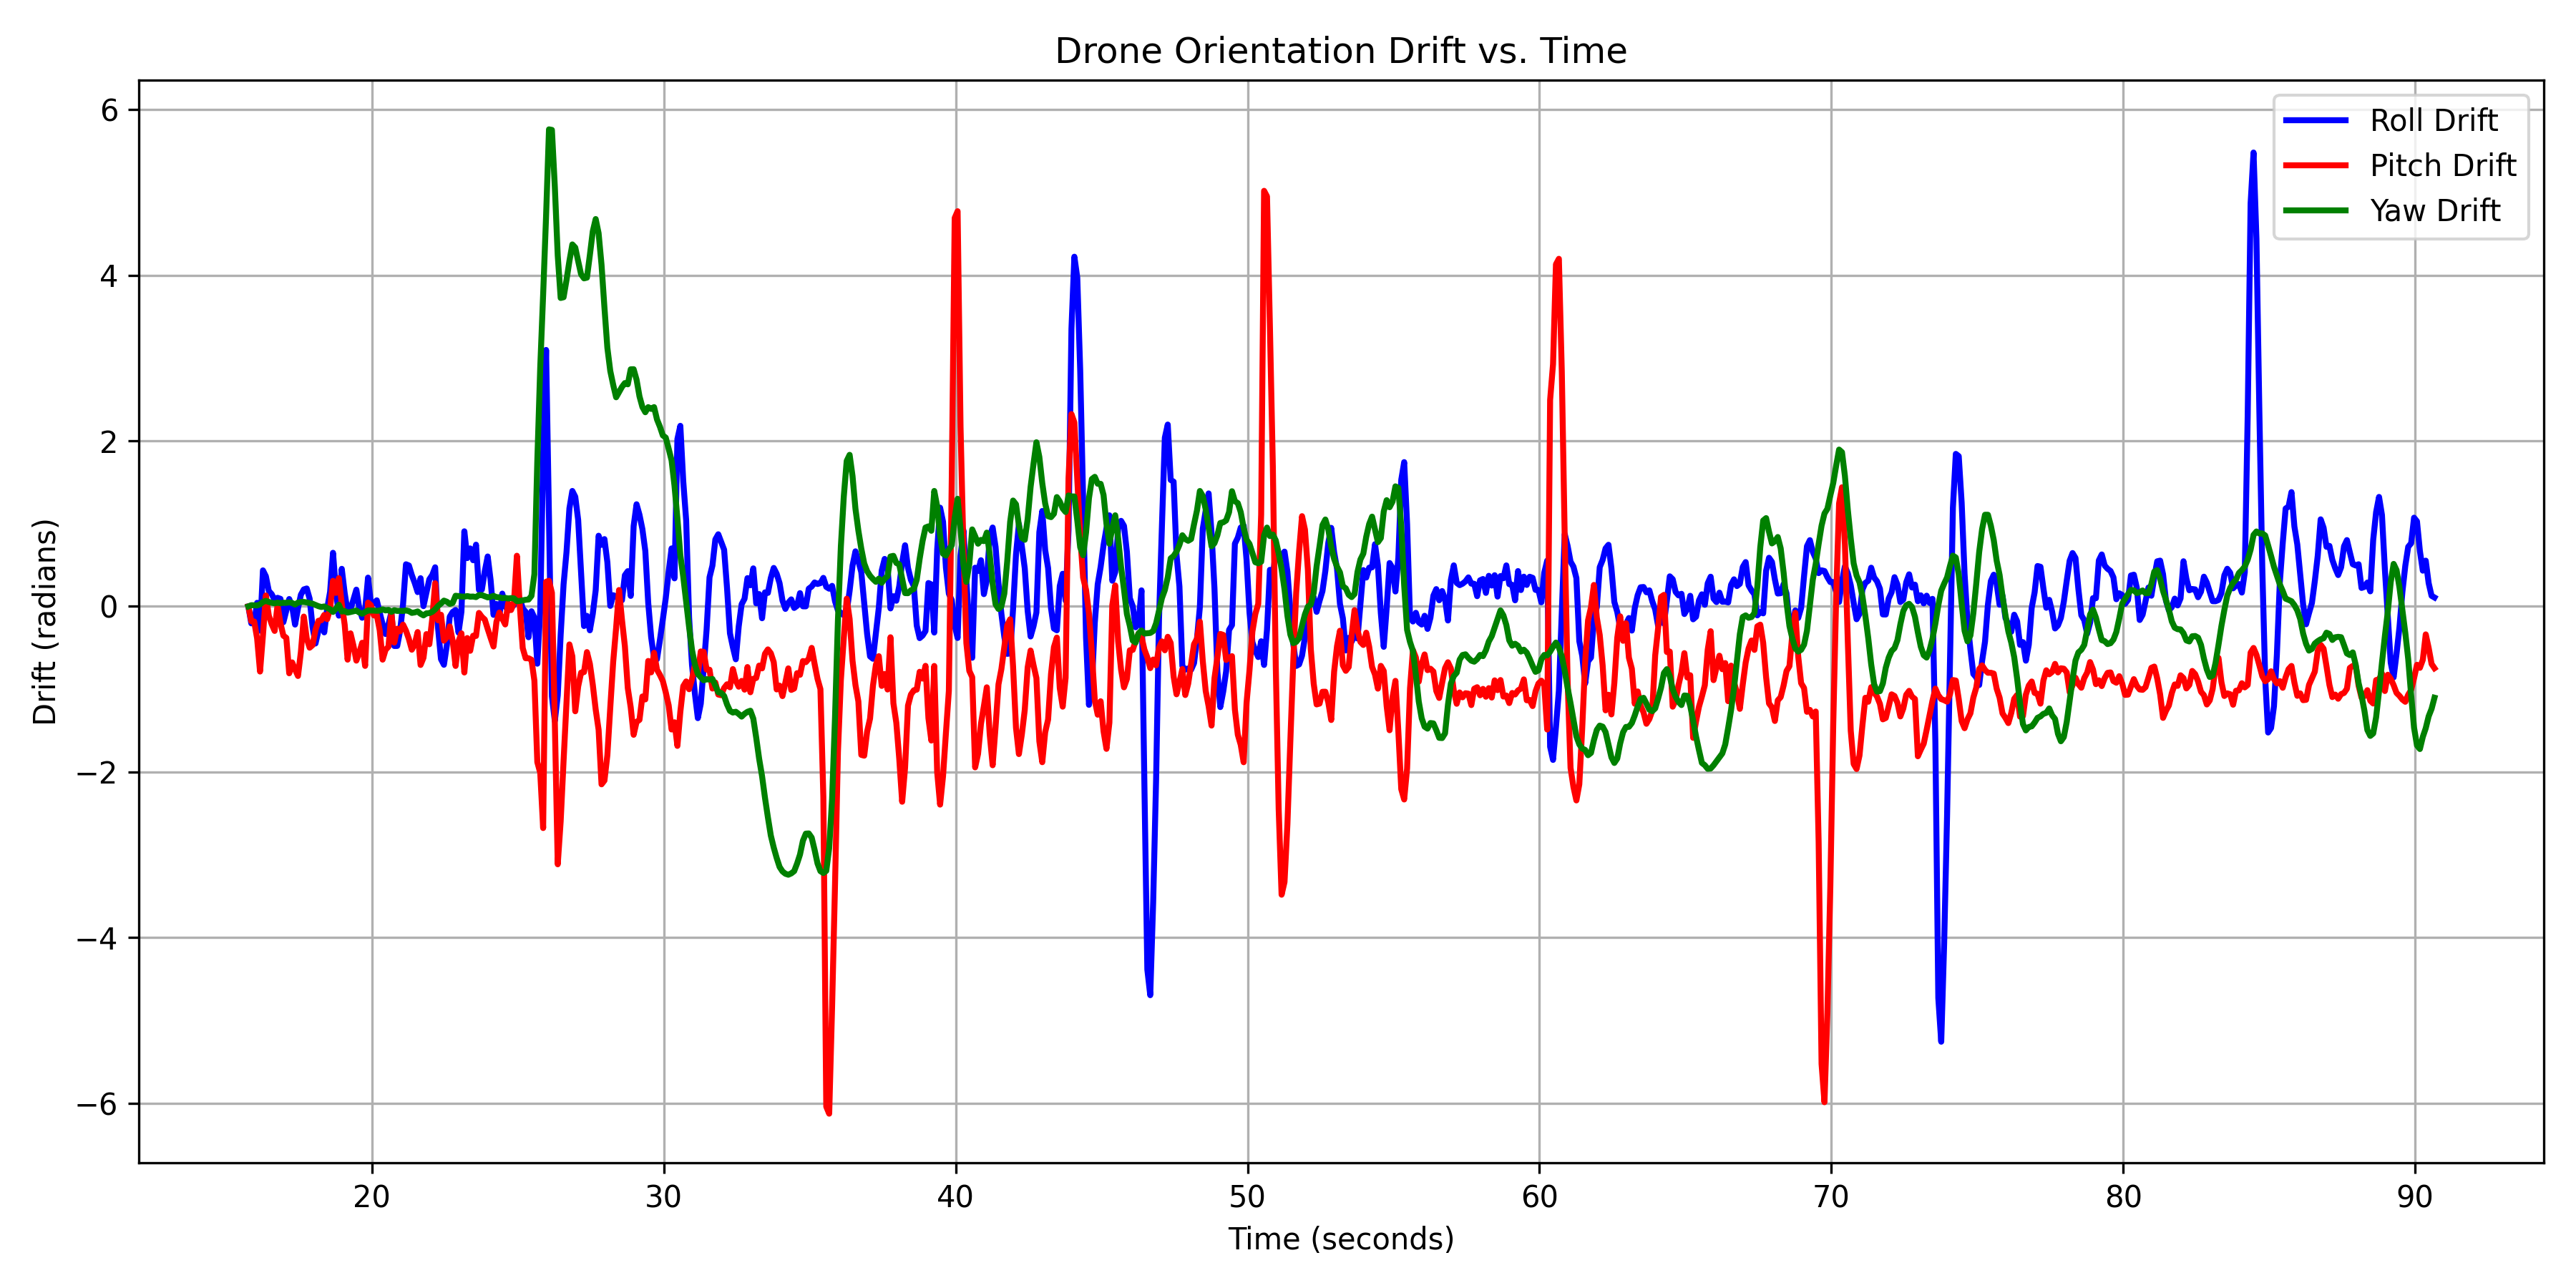 Drone Orientation Drift vs. Time
Roll Drift
Pitch Drift
Yaw Drift
Drift (radians)
6
4
2
0
−2
−4
−6
20 30 40 50 60 70 80 90
Time (seconds)